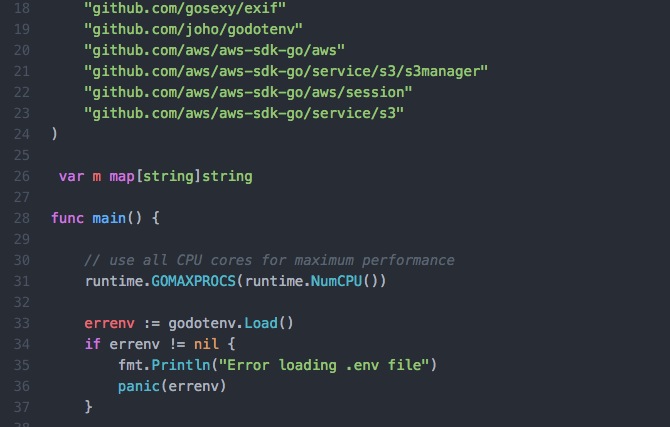 18 "github.com/gosexy/exif"
19 "github.com/joho/godotenv"
20 "github.com/aws/aws-sdk-go/aws"
21 "github.com/aws/aws-sdk-go/service/s3/s3manager"
22 "github.com/aws/aws-sdk-go/aws/session"
23 "github.com/aws/aws-sdk-go/service/s3"
24 )
25
26 var m map[string]string
27
28 func main() {
29
30 // use all CPU cores for maximum performance
31 runtime.GOMAXPROCS(runtime.NumCPU())
32
33 errenv := godotenv.Load()
34 if errenv != nil {
35 fmt.Println("Error loading .env file")
36 panic(errenv)
37 }